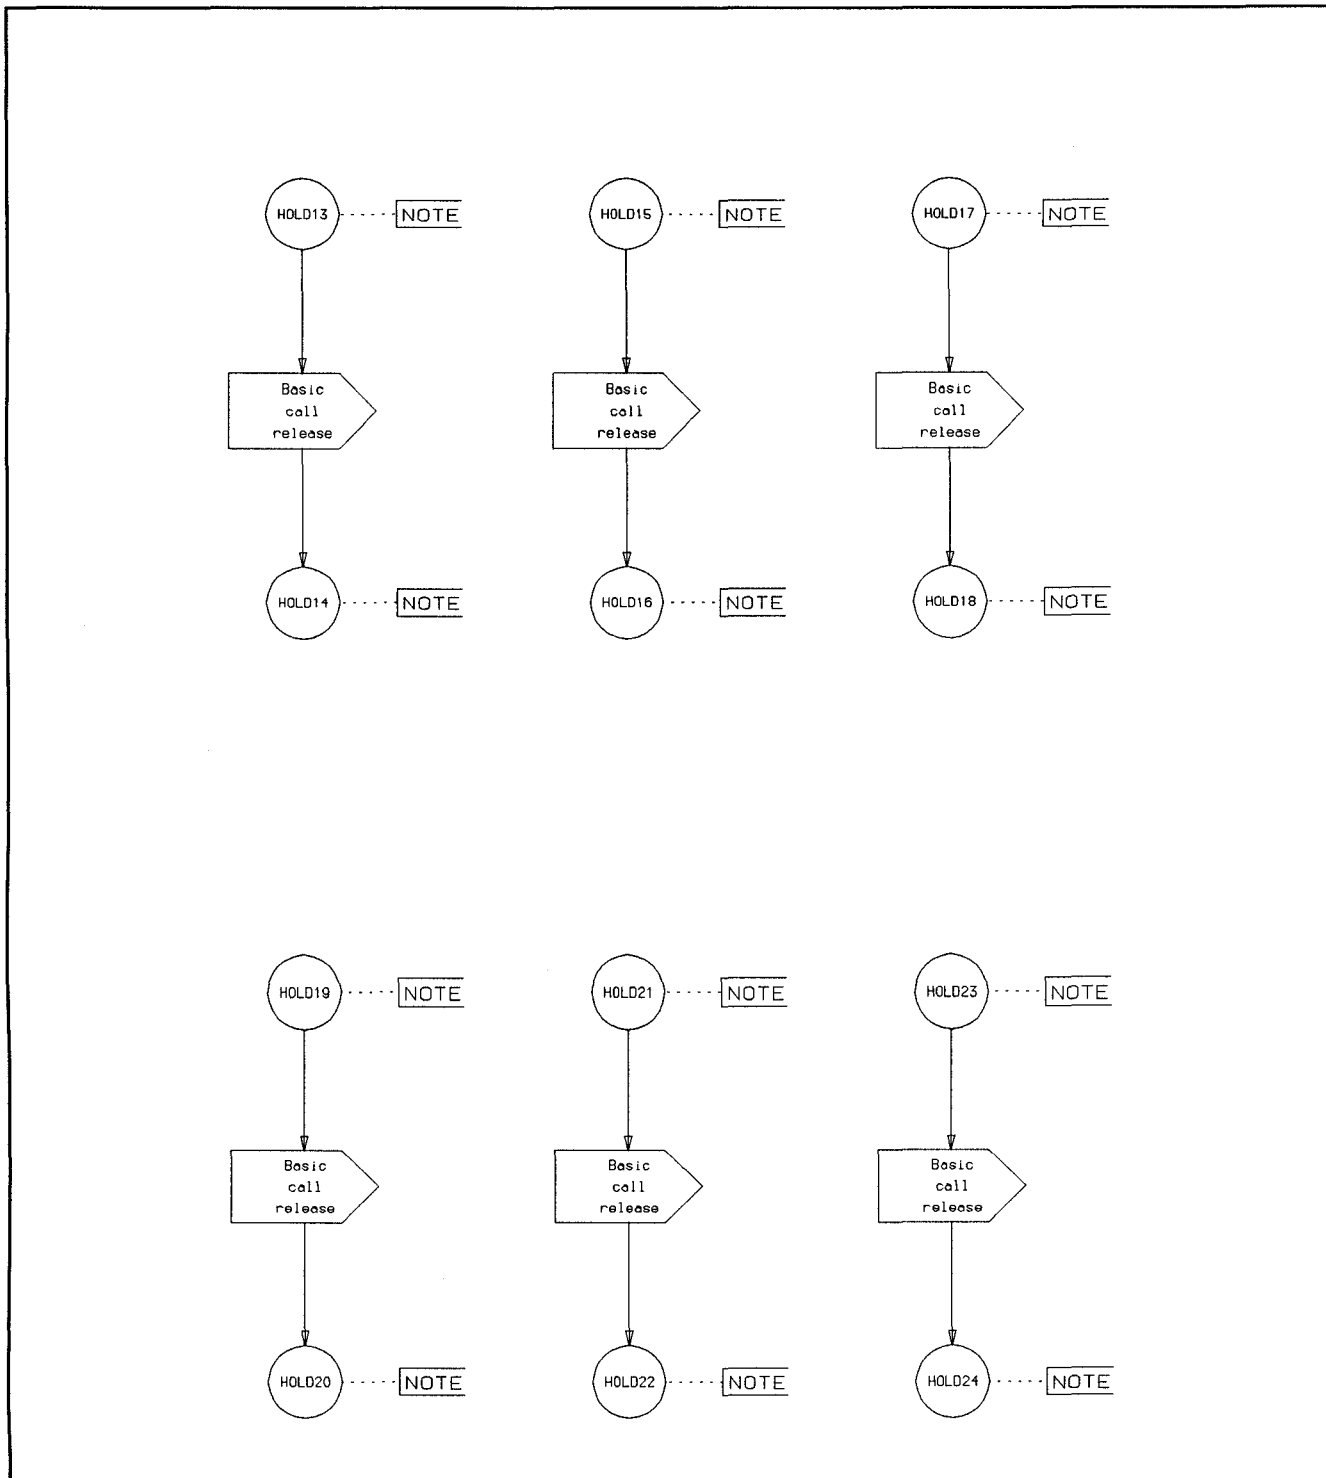 HOLD13 NOTE HOLD15 NOTE HOLD17 NOTE
Basic Basic Basic
call call call
release release release
HOLD14 NOTE HOLD16 NOTE HOLD18 NOTE
HOLD19 NOTE HOLD21 NOTE HOLD23 NOTE
Basic Basic Basic
call call call
release release release
HOLD20 NOTE HOLD22 NOTE HOLD24 NOTE